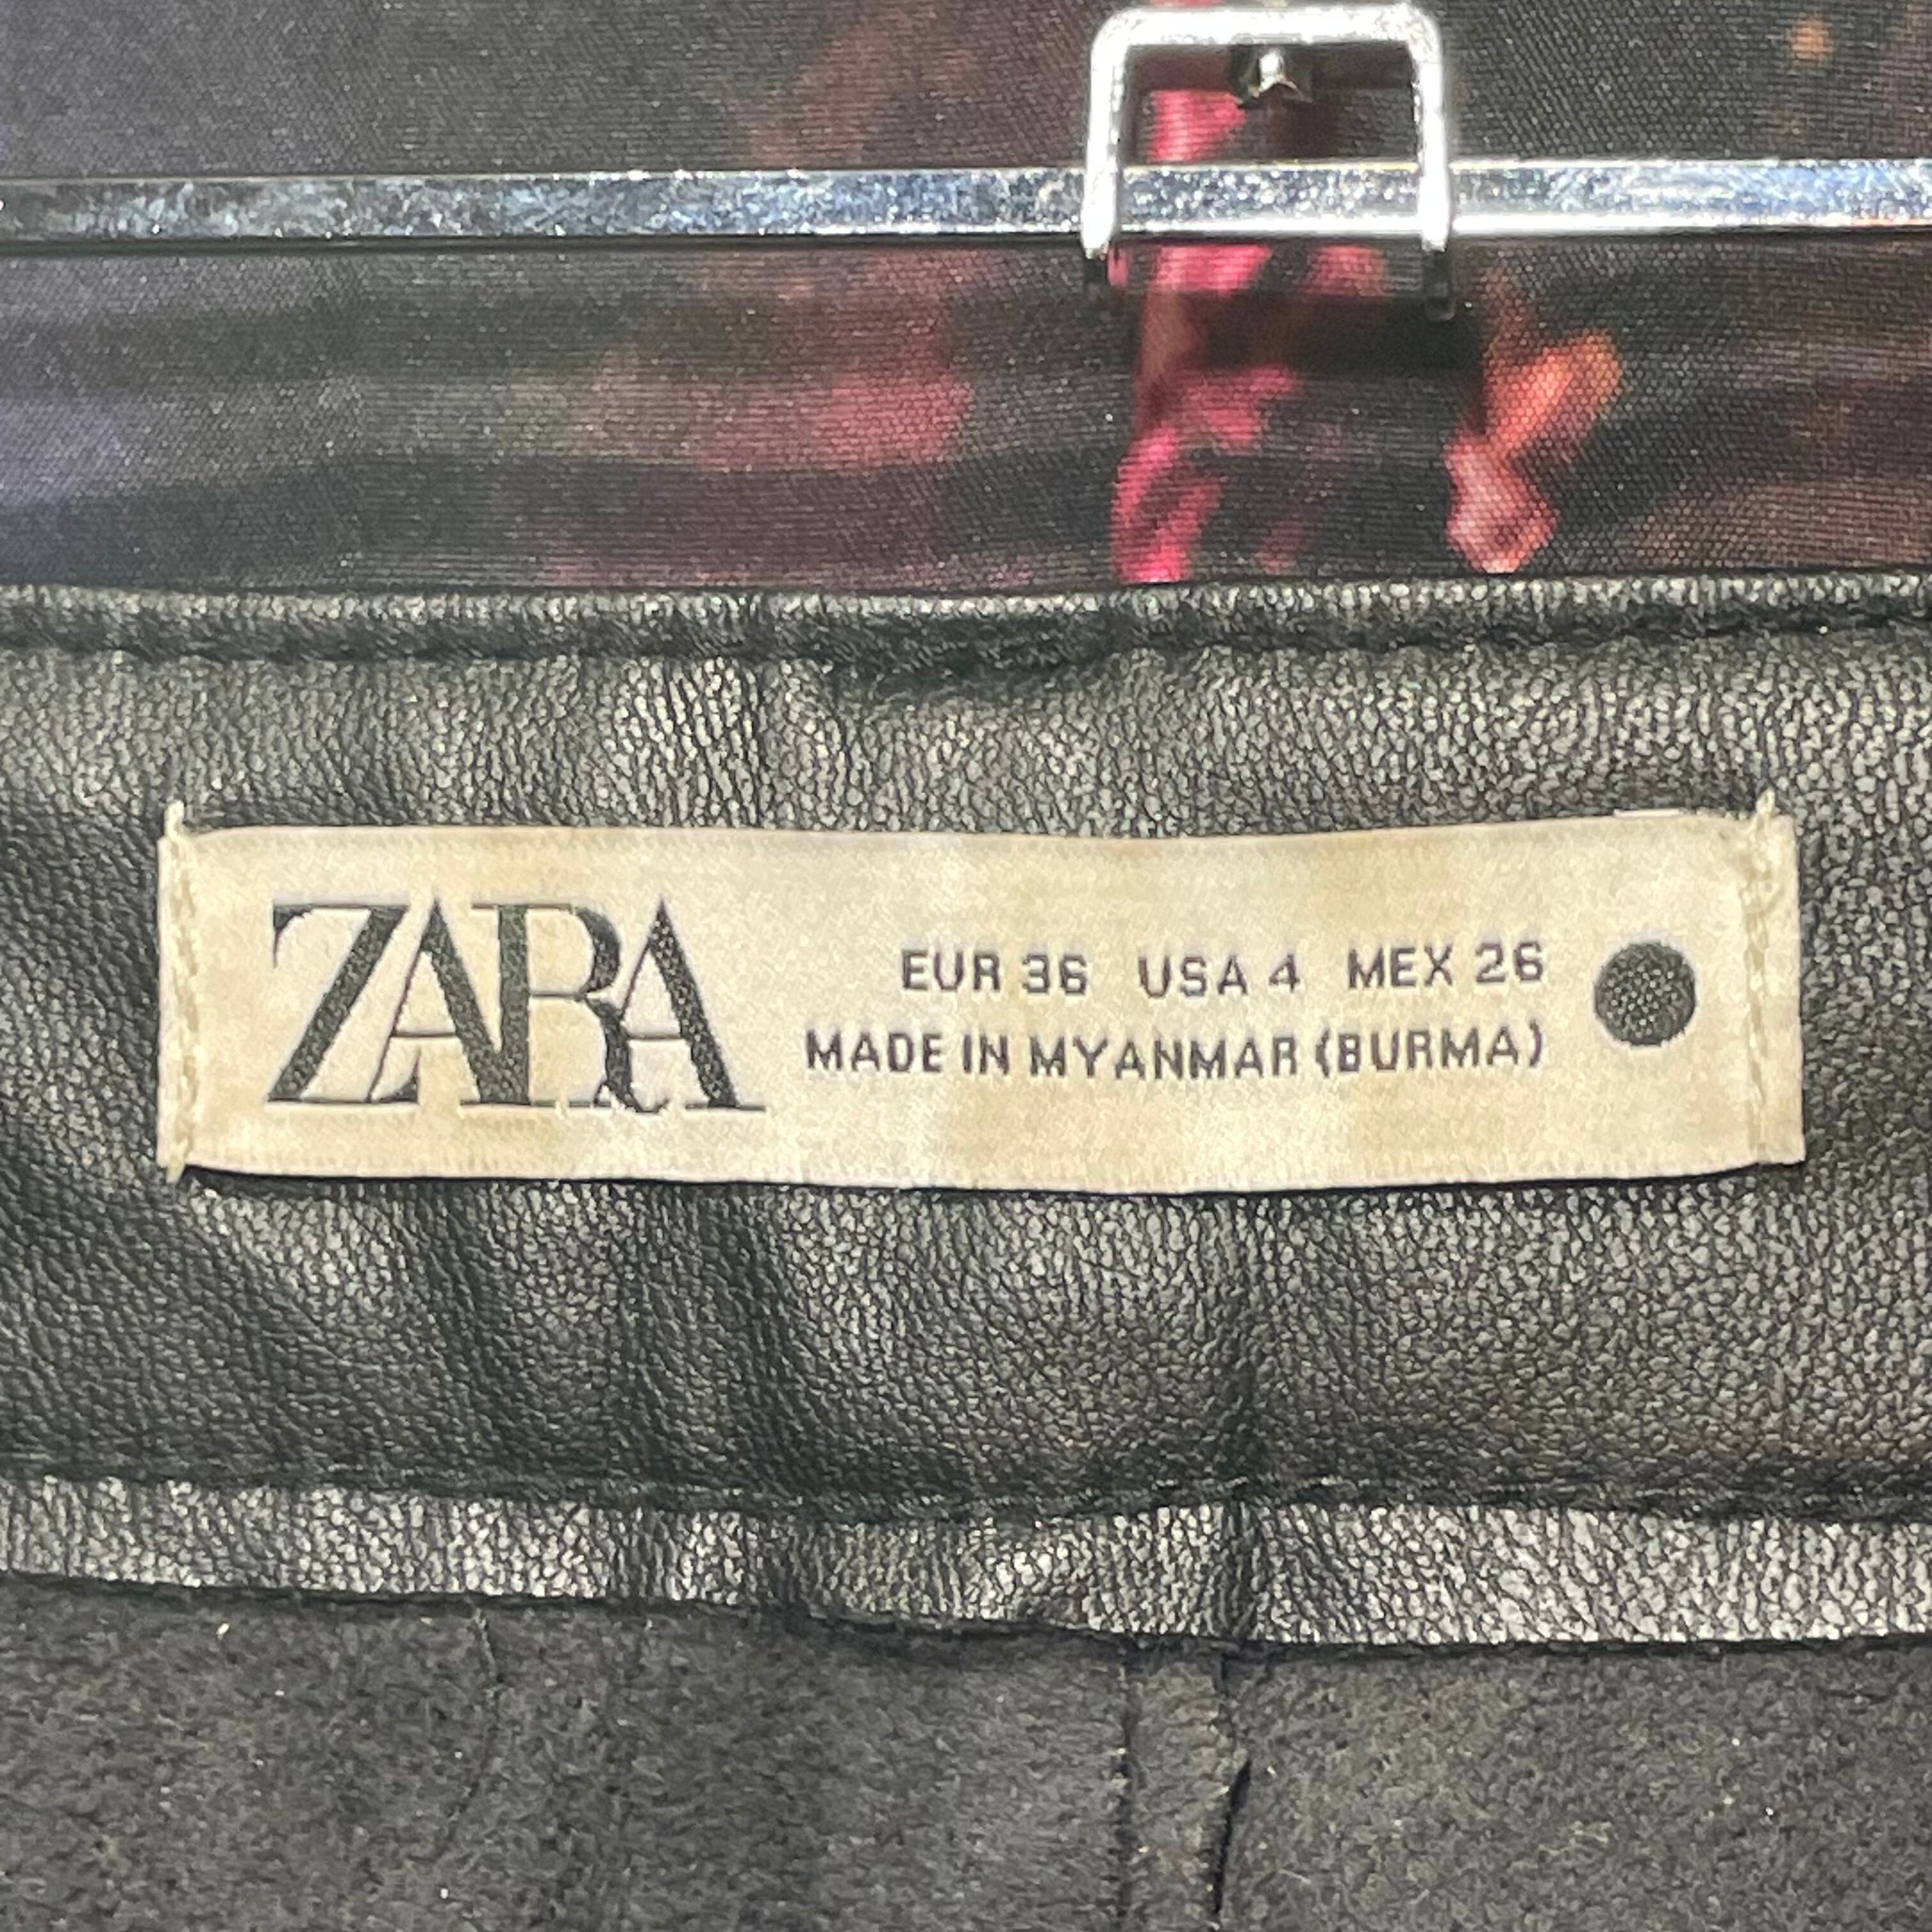 ZARA
EUR 36 USA 4 MEX 26
MADE IN MYANMAR (BURMA)